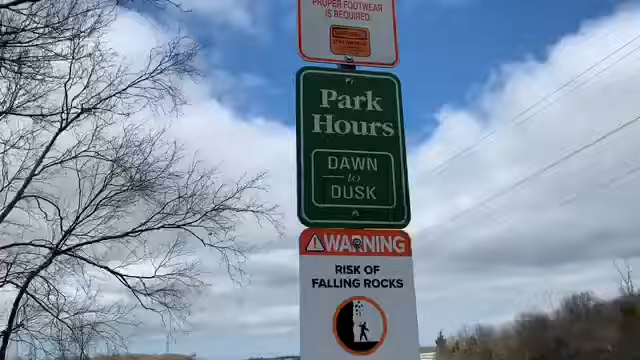 PROPER FOOTWEAR
IS REQUIRED.
Park
Hours
DAWN
to
DUSK
WARNING
RISK OF
FALLING ROCKS